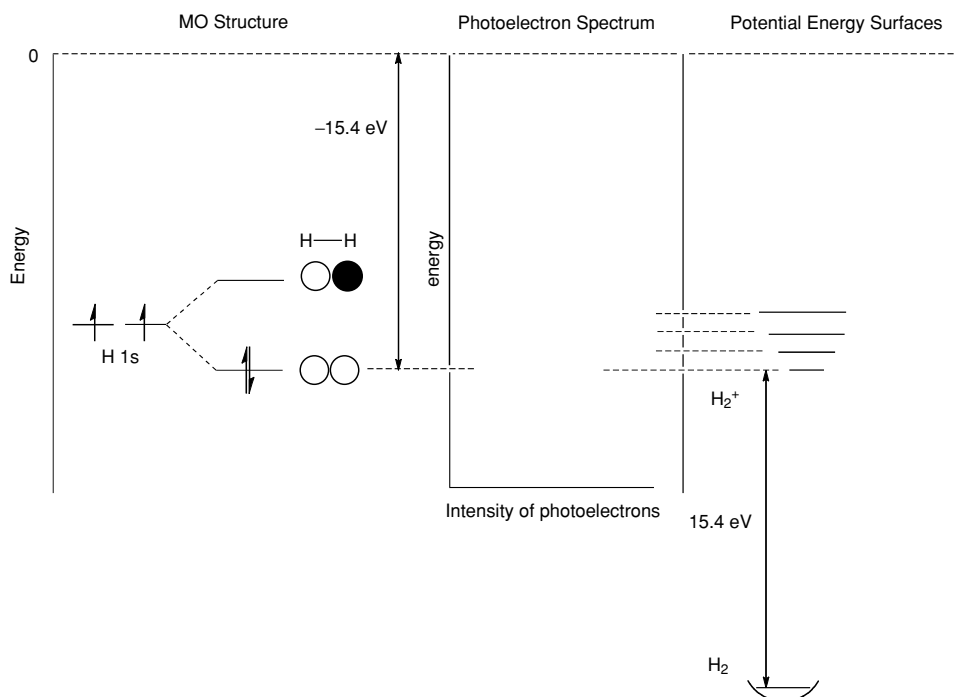 MO Structure
Photoelectron Spectrum
Potential Energy Surfaces
0
–15.4 eV
Energy
H—H
energy
H 1s
H₂⁺
Intensity of photoelectrons
15.4 eV
H₂